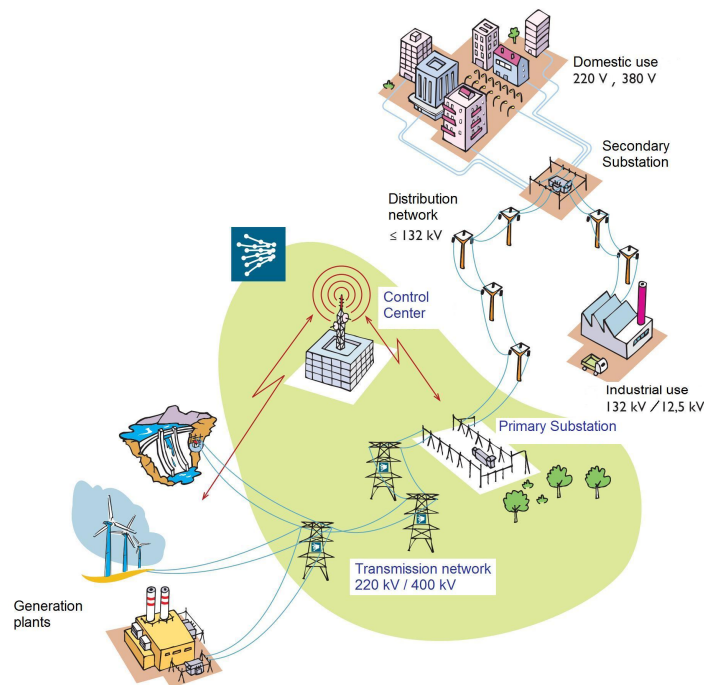 Domestic use
220 V , 380 V
Secondary
Substation
Distribution
network
≤ 132 kV
Control
Center
Industrial use
132 kV / 12,5 kV
Primary Substation
Transmission network
220 kV / 400 kV
Generation
plants